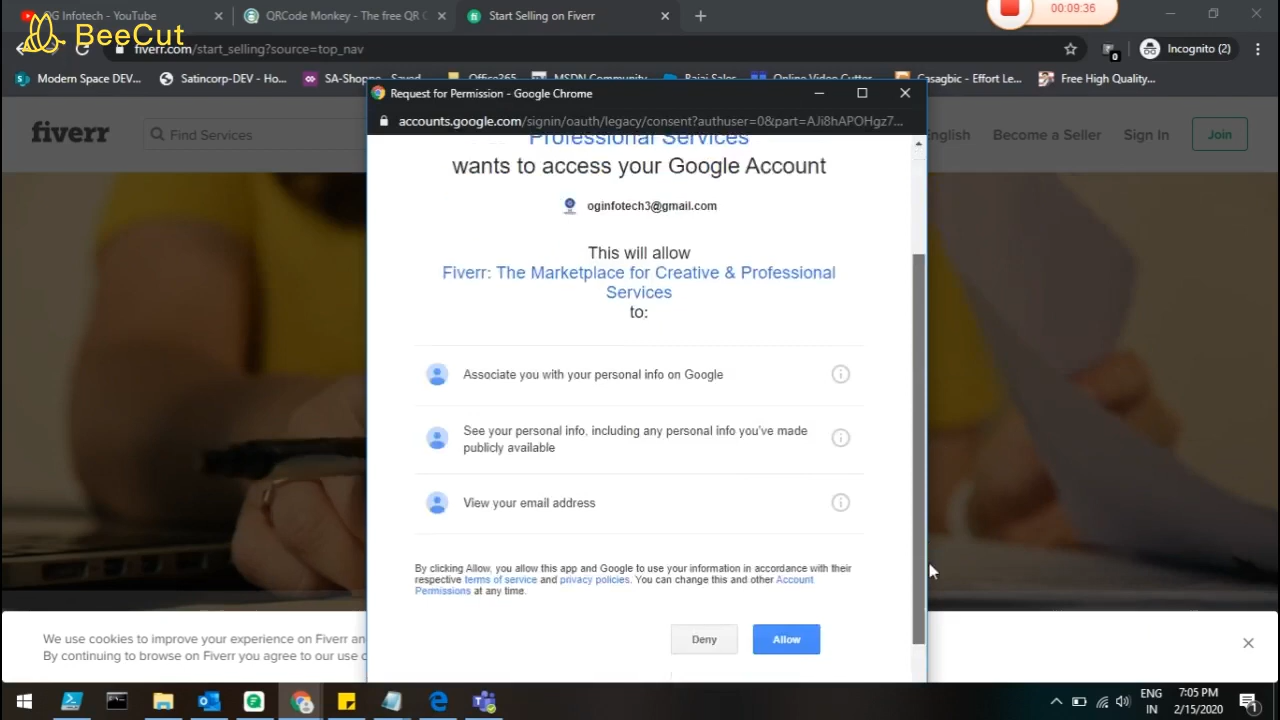 OG Infotech - YouTube
QRCode Monkey - The free QR C
Start Selling on Fiverr
00:09:36
BeeCut
fiverr.com/start_selling?source=top_nav
Incognito (2)
Modern Space DEV...
Satincorp-DEV - Ho...
SA-Shoppe
Saved
Office365
MSDN Community
Bajaj Sales
Online Video Cutter
Casagbic - Effort Le...
Free High Quality,...
Request for Permission - Google Chrome
accounts.google.com/signin/oauth/legacy/consent?authuser=0&part=AJi8hAPOHgz7...
fiverr
Find Services
English
Become a Seller
Sign In
Join
Professional Services
wants to access your Google Account
oginfotech3@gmail.com
This will allow
Fiverr: The Marketplace for Creative & Professional
Services
to:
Associate you with your personal info on Google
See your personal info, including any personal info you've made
publicly available
View your email address
By clicking Allow, you allow this app and Google to use your information in accordance with their
respective terms of service and privacy policies. You can change this and other Account
Permissions at any time.
Deny
Allow
We use cookies to improve your experience on Fiverr an
By continuing to browse on Fiverr you agree to our use
ENG
IN
7:05 PM
2/15/2020